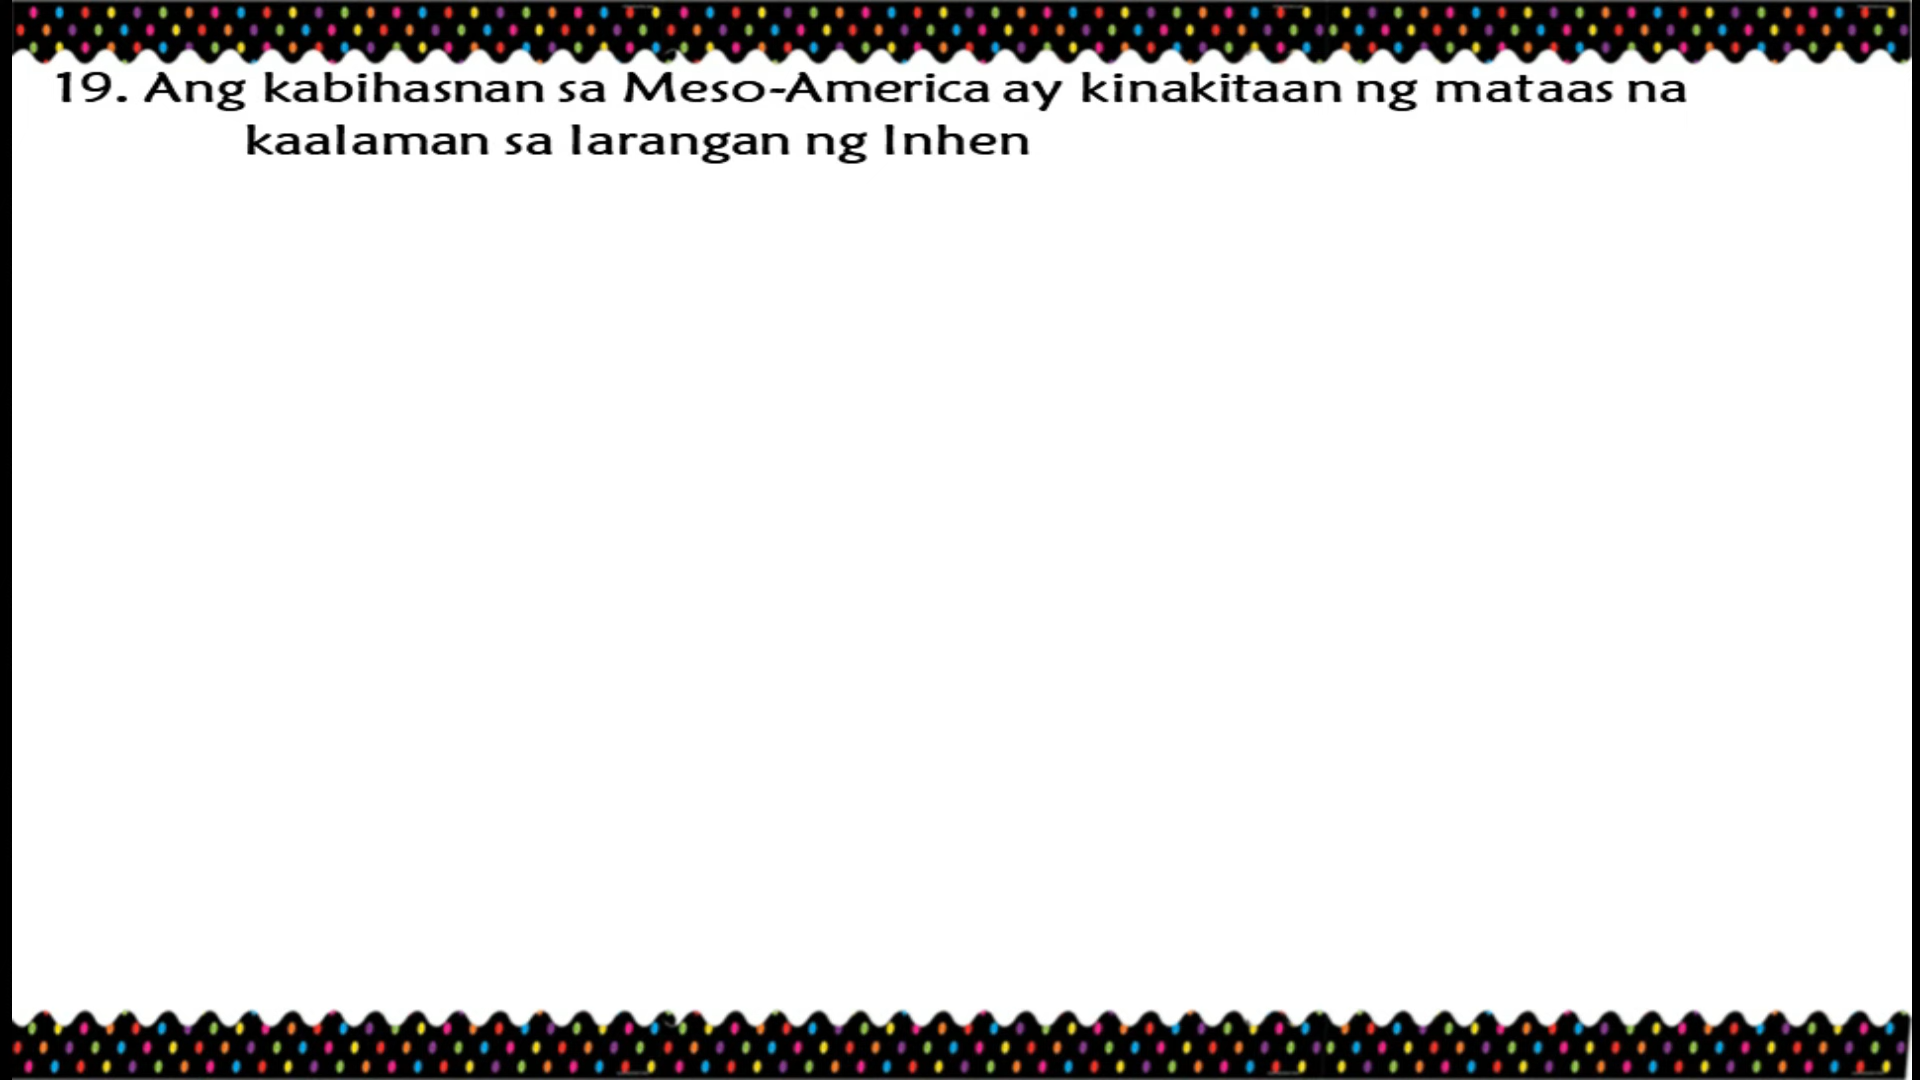 19. Ang kabihasnan sa Meso-America ay kinakitaan ng mataas na
kaalaman sa larangan ng Inhen